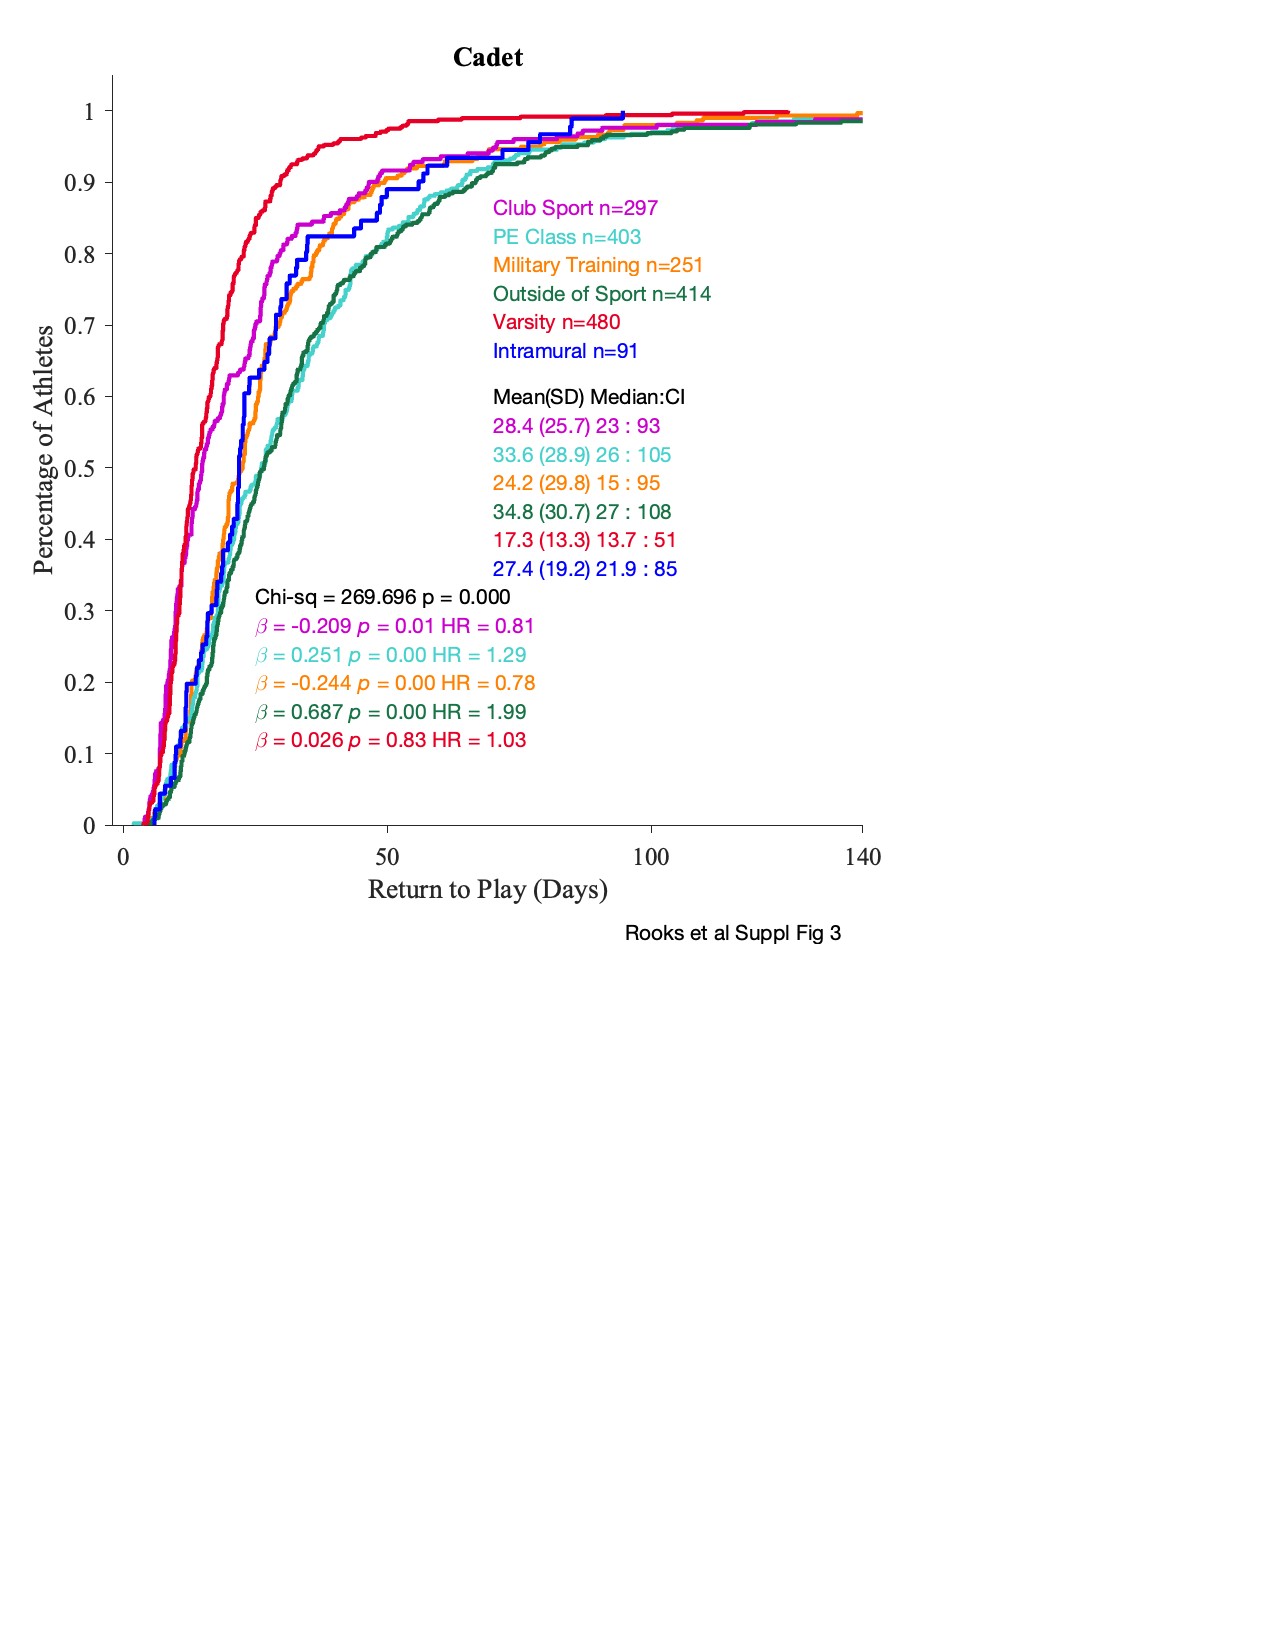 Cadet
1
0.9
0.8
0.7
0.6
0.5
0.4
0.3
0.2
0.1
0
Percentage of Athletes
Club Sport n=297
PE Class n=403
Military Training n=251
Outside of Sport n=414
Varsity n=480
Intramural n=91
Mean(SD) Median:CI
28.4 (25.7) 23 : 93
33.6 (28.9) 26 : 105
24.2 (29.8) 15 : 95
34.8 (30.7) 27 : 108
17.3 (13.3) 13.7 : 51
27.4 (19.2) 21.9 : 85
Chi-sq = 269.696 p = 0.000
β = -0.209 p = 0.01 HR = 0.81
β = 0.251 p = 0.00 HR = 1.29
β = -0.244 p = 0.00 HR = 0.78
β = 0.687 p = 0.00 HR = 1.99
β = 0.026 p = 0.83 HR = 1.03
0 50 100 140
Return to Play (Days)
Rooks et al Suppl Fig 3